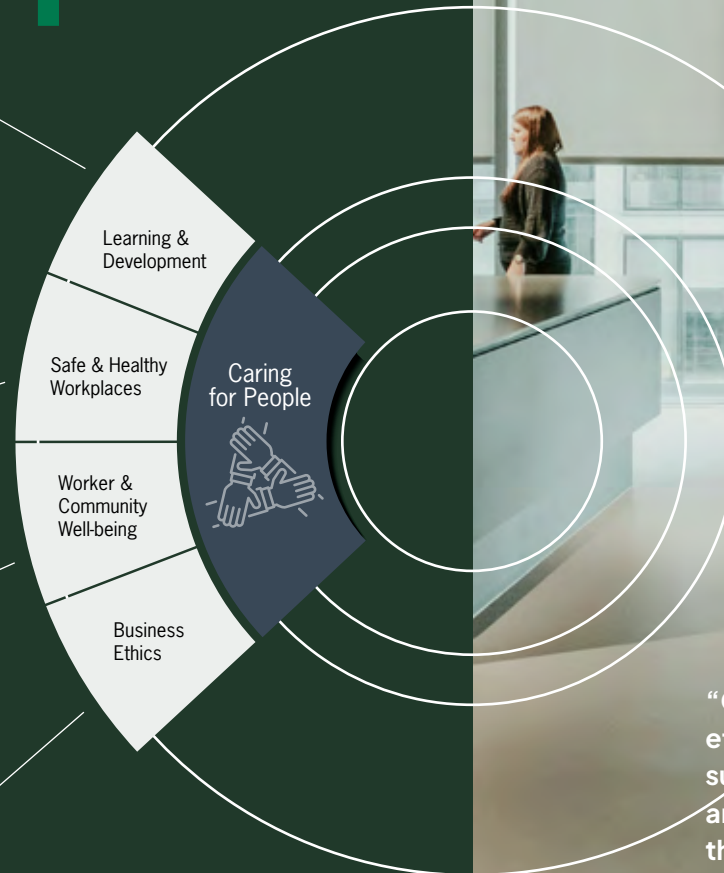 Learning &
Development
Safe & Healthy
Workplaces
Caring
for People
Worker &
Community
Well-being
Business
Ethics